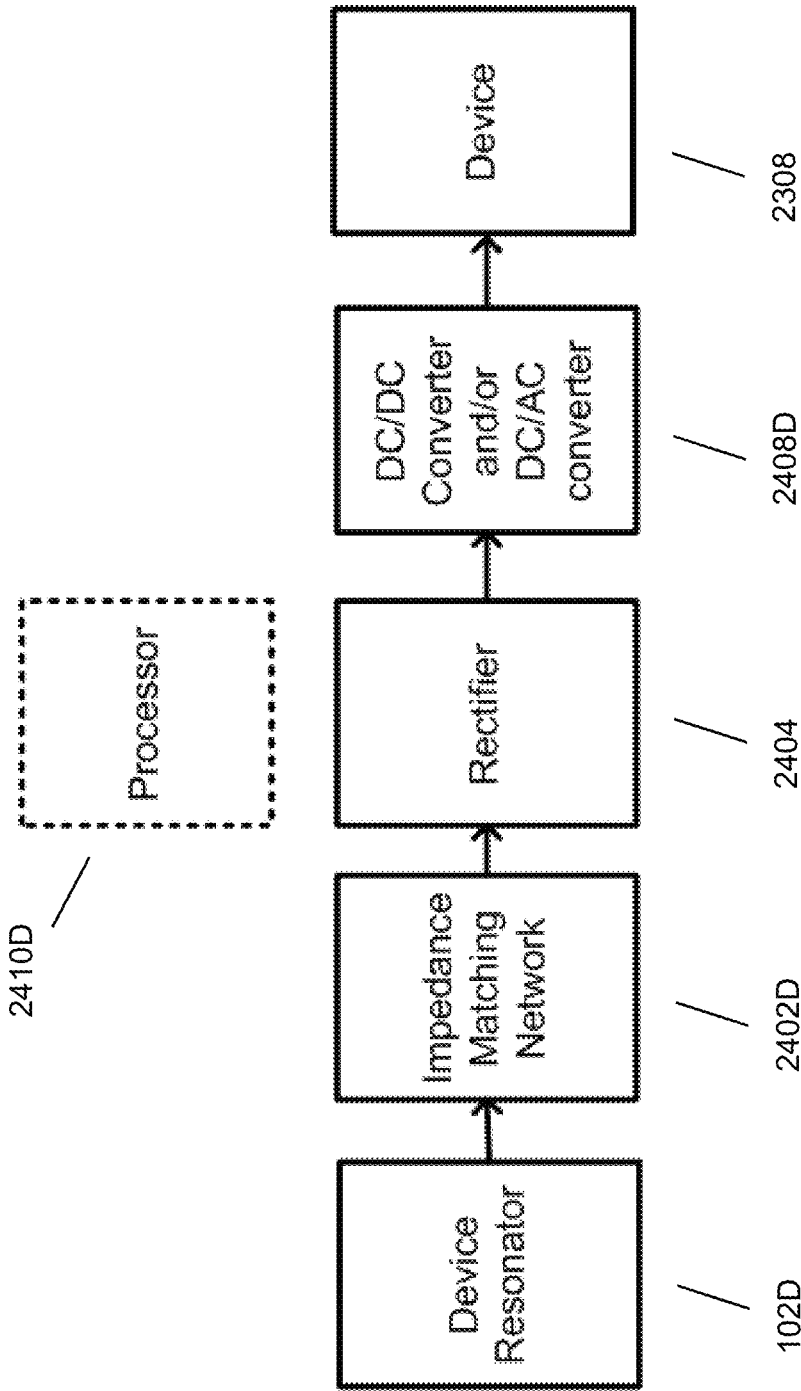 2410D
Processor
Device
Resonator
Impedance
Matching
Network
Rectifier
DC/DC
Converter
and/or
DC/AC
converter
Device
102D
2402D
2404
2408D
2308